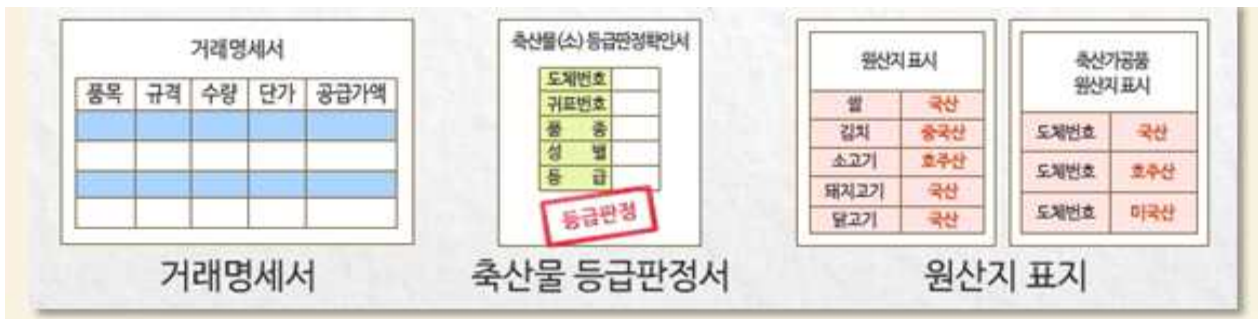 거래명세서
품목 규격 수량 단가 공급가액
거래명세서
축산물(소) 등급판정확인서
도체번호
귀표번호
품 종
성 별
등 급
등급판정
축산물 등급판정서
원산지 표시
쌀 국산
김치 중국산
소고기 호주산
돼지고기 국산
닭고기 국산
축산가공품
원산지 표시
도체번호 국산
도체번호 호주산
도체번호 미국산
원산지 표지